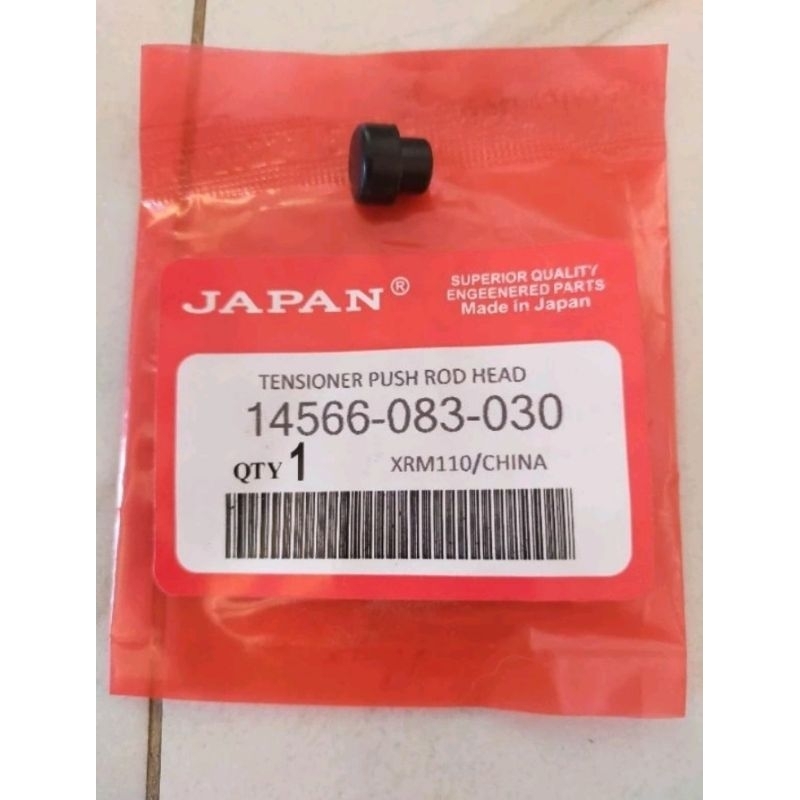 JAPAN®
SUPERIOR QUALITY
ENGEENERED PARTS
Made in Japan
TENSIONER PUSH ROD HEAD
14566-083-030
QTY 1
XRM110/CHINA